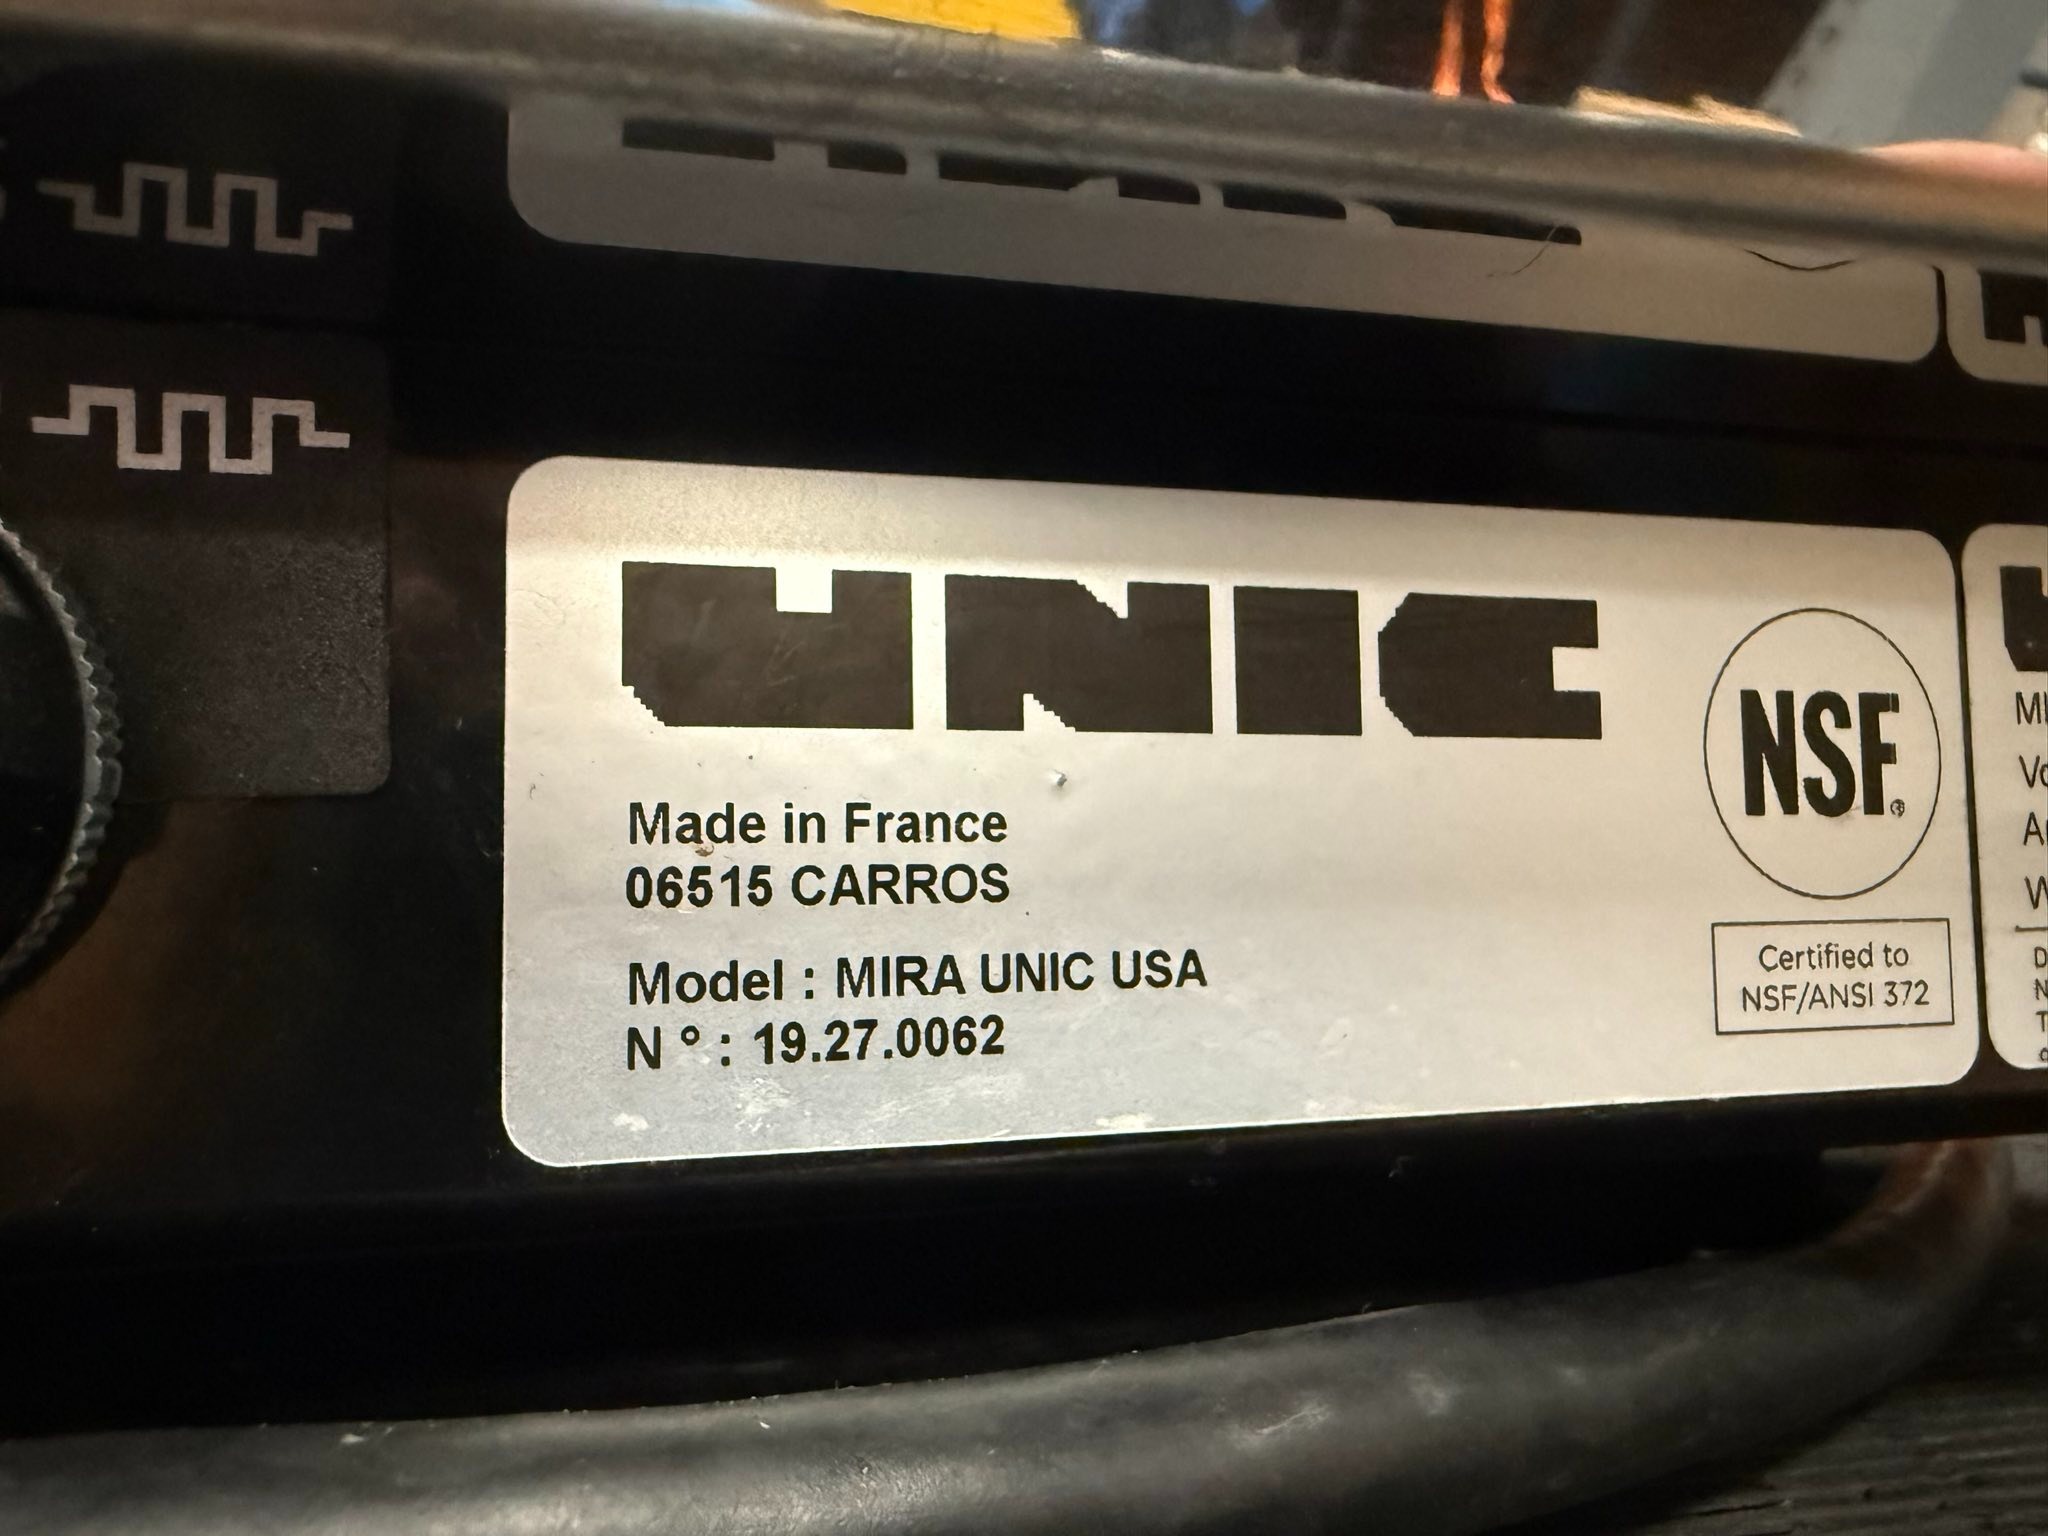 UNIC
Made in France
06515 CARROS
Model : MIRA UNIC USA
N ° : 19.27.0062
NSF®
Certified to
NSF/ANSI 372